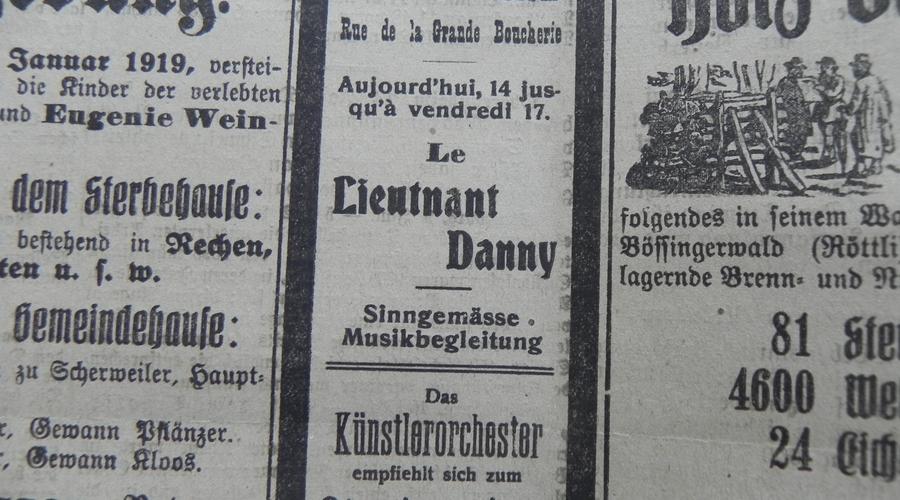 Januar 1919, verstei-
die Kinder der verlebten
und Eugenie Wein-
dem Sterbehause:
bestehend in Rechen,
u. s. w.
Gemeindehause:
zu Scherweiler, Haupt-
Gewann Pflänzer.
Gewann Kloos.
Rue de la Grande Boucherie
Aujourd'hui, 14 jus-
qu'à vendredi 17.
Le
Lieutnant
Danny
Sinngemässe
Musikbegleitung
Das
Künstlerorchester
empfiehlt sich zum
Holz
folgendes in seinem
Bössingerwald
lagernde Brenn- und
81
4600
24